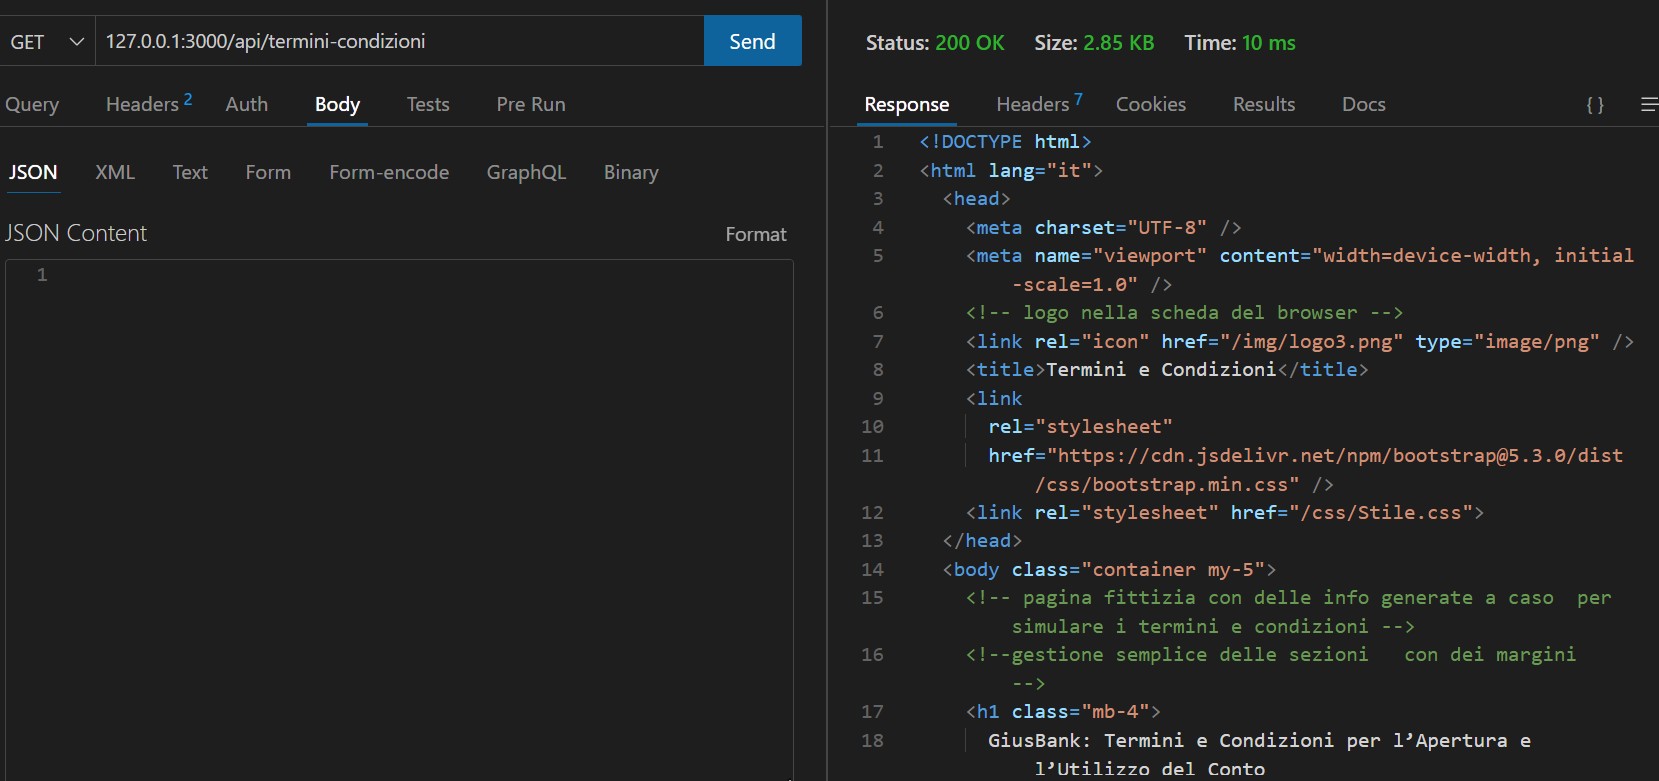 GET 127.0.0.1:3000/api/termini-condizioni Send
Query Headers 2 Auth Body Tests Pre Run
JSON XML Text Form Form-encode GraphQL Binary
JSON Content Format
1
Status: 200 OK Size: 2.85 KB Time: 10 ms
Response Headers 7 Cookies Results Docs { }
1 <!DOCTYPE html>
2 <html lang="it">
3 <head>
4 <meta charset="UTF-8" />
5 <meta name="viewport" content="width=device-width, initial
-scale=1.0" />
6 <!-- logo nella scheda del browser -->
7 <link rel="icon" href="/img/logo3.png" type="image/png" />
8 <title>Termini e Condizioni</title>
9 <link
10 rel="stylesheet"
11 href="https://cdn.jsdelivr.net/npm/bootstrap@5.3.0/dist
/css/bootstrap.min.css" />
12 <link rel="stylesheet" href="/css/Stile.css">
13 </head>
14 <body class="container my-5">
15 <!-- pagina fittizia con delle info generate a caso  per
simulare i termini e condizioni -->
16 <!--gestione semplice delle sezioni   con dei margini
-->
17 <h1 class="mb-4">
18 GiusBank: Termini e Condizioni per l’Apertura e
l’Utilizzo del Conto